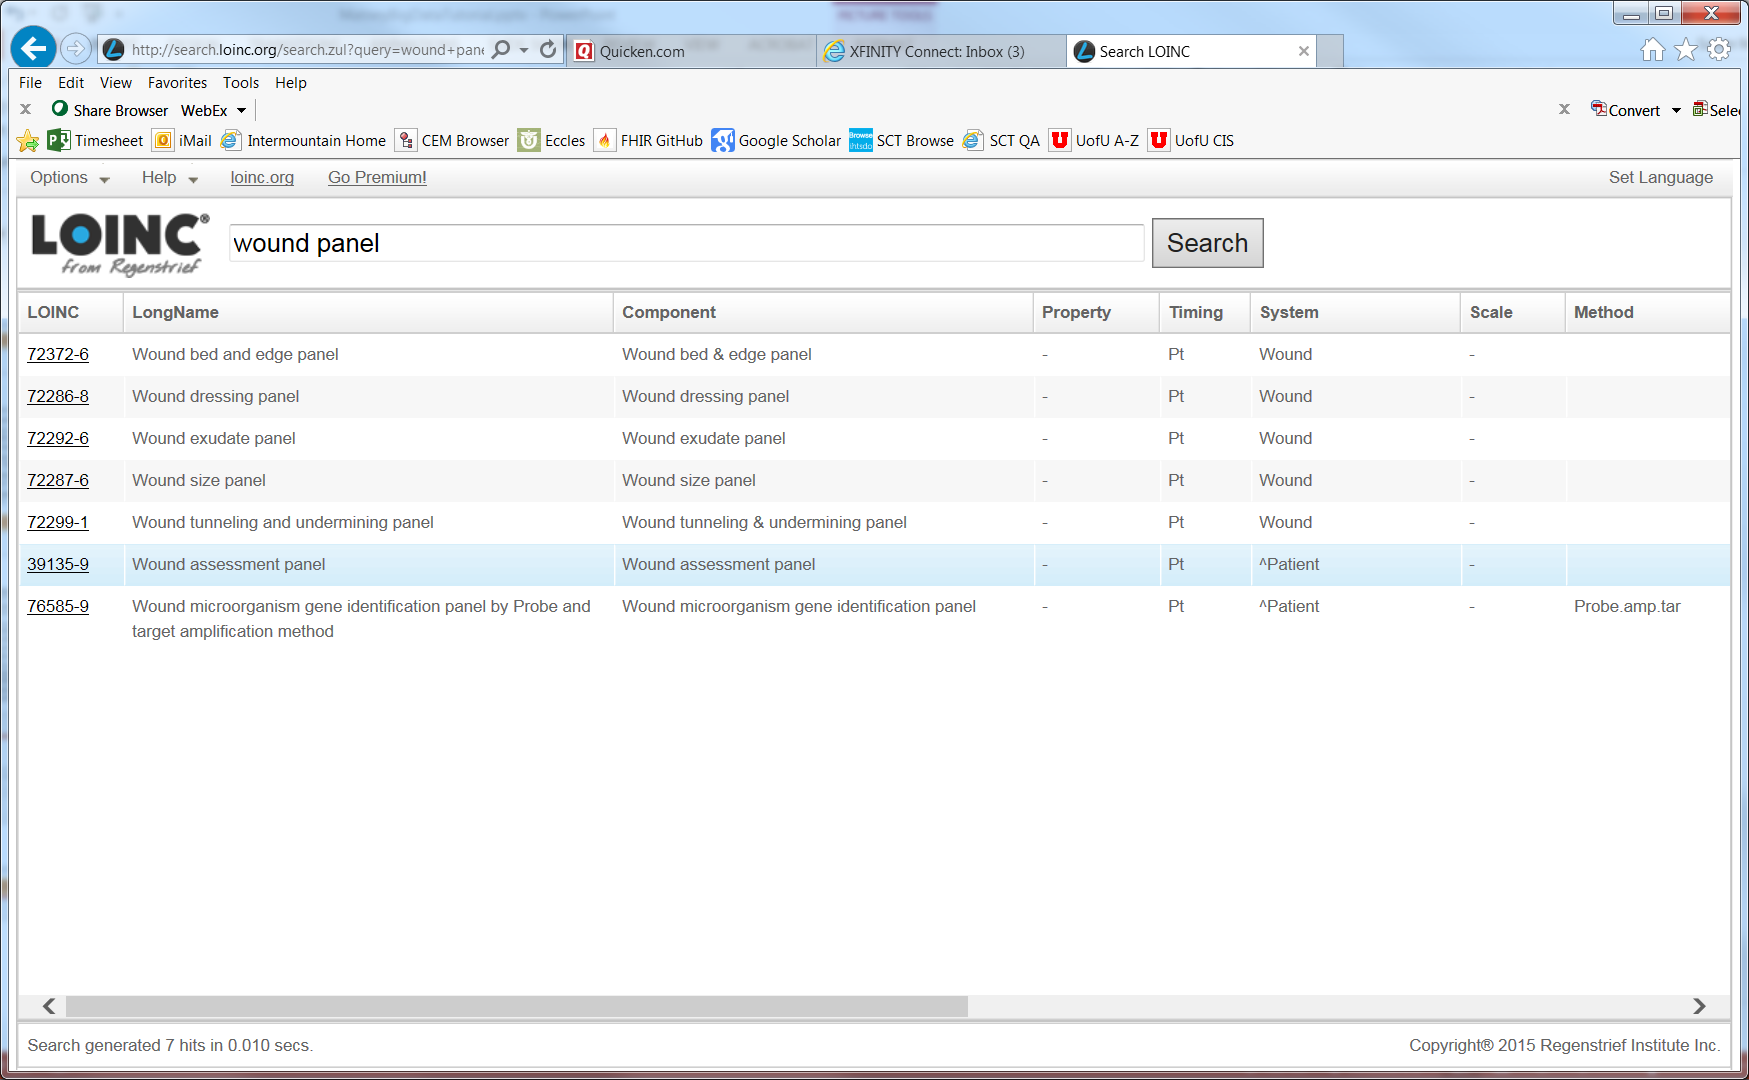 http://search.loinc.org/search.zul?query=wound+pane
Quicken.com
XFINITY Connect: Inbox (3)
Search LOINC
File Edit View Favorites Tools Help
Share Browser WebEx
Convert
Selec
Timesheet iMail Intermountain Home CEM Browser Eccles FHIR GitHub Google Scholar SCT Browse SCT QA UofU A-Z UofU CIS
Options Help loinc.org Go Premium! Set Language
LOINC®
from Regenstrief
wound panel
Search
LOINC LongName Component Property Timing System Scale Method
72372-6 Wound bed and edge panel Wound bed & edge panel - Pt Wound -
72286-8 Wound dressing panel Wound dressing panel - Pt Wound -
72292-6 Wound exudate panel Wound exudate panel - Pt Wound -
72287-6 Wound size panel Wound size panel - Pt Wound -
72299-1 Wound tunneling and undermining panel Wound tunneling & undermining panel - Pt Wound -
39135-9 Wound assessment panel Wound assessment panel - Pt ^Patient -
76585-9 Wound microorganism gene identification panel by Probe and Wound microorganism gene identification panel - Pt ^Patient - Probe.amp.tar
target amplification method
Search generated 7 hits in 0.010 secs.
Copyright® 2015 Regenstrief Institute Inc.